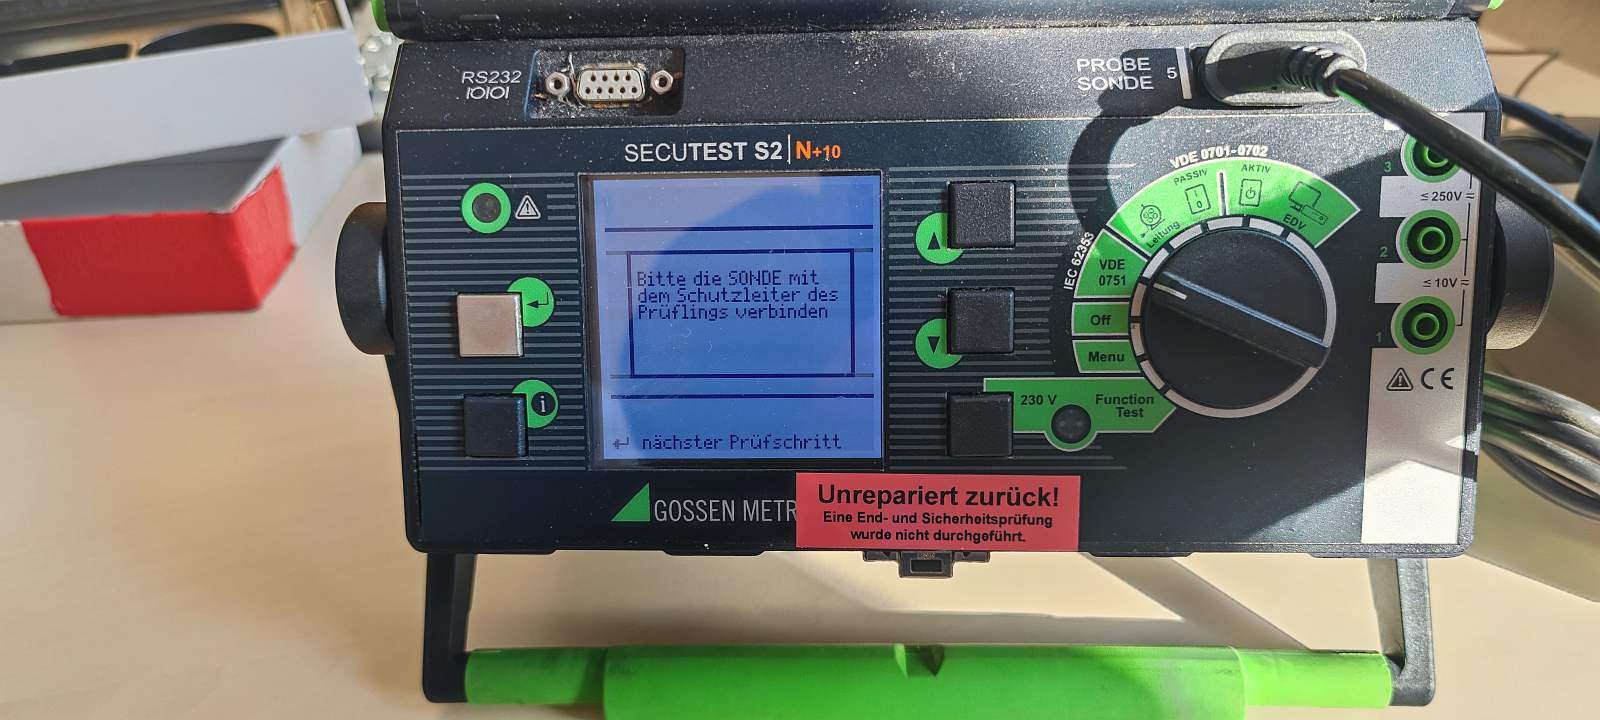 RS232
IOIOI
PROBE
SONDE
5
SECUTEST S2 | N+10
Bitte die SONDE mit
dem Schutzleiter des
Prüflings verbinden
nächster Prüfschritt
i
VDE 0701-0702
PASSIV
AKTIV
Leitung
EDV
IEC 62353
VDE
0751
Off
Menu
230 V
Function
Test
3
≤ 250V
2
≤ 10V
1
CE
GOSSEN METR
Unrepariert zurück!
Eine End- und Sicherheitsprüfung
wurde nicht durchgeführt.